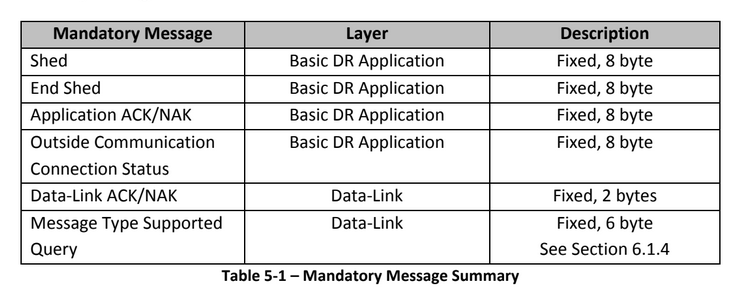 Mandatory Message Layer Description
Shed Basic DR Application Fixed, 8 byte
End Shed Basic DR Application Fixed, 8 byte
Application ACK/NAK Basic DR Application Fixed, 8 byte
Outside Communication Basic DR Application Fixed, 8 byte
Connection Status
Data-Link ACK/NAK Data-Link Fixed, 2 bytes
Message Type Supported Data-Link Fixed, 6 byte
Query See Section 6.1.4
Table 5-1 – Mandatory Message Summary